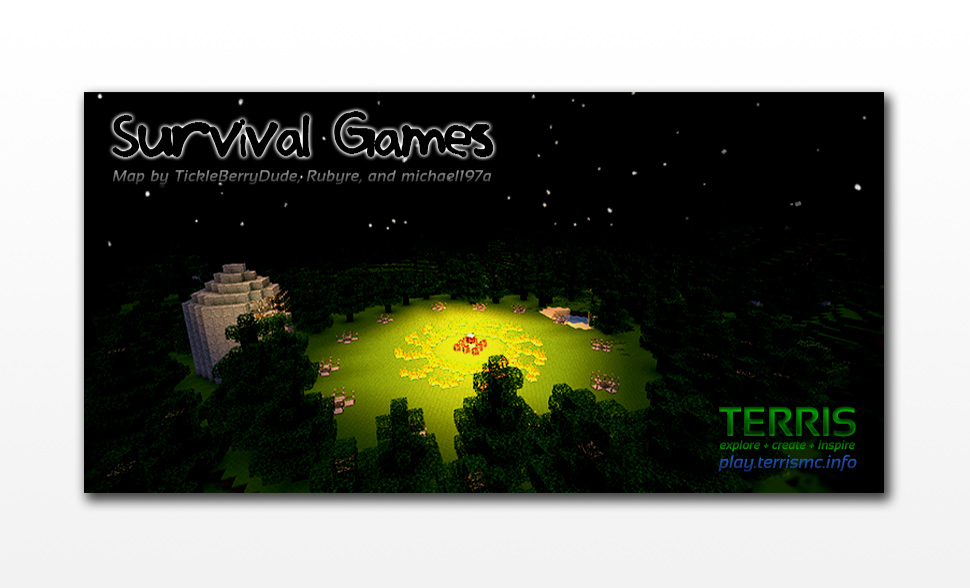 Survival Games
Map by TickleBerryDude, Rubyre, and michael197a
TERRIS
explore + create + inspire
play.terrismc.info